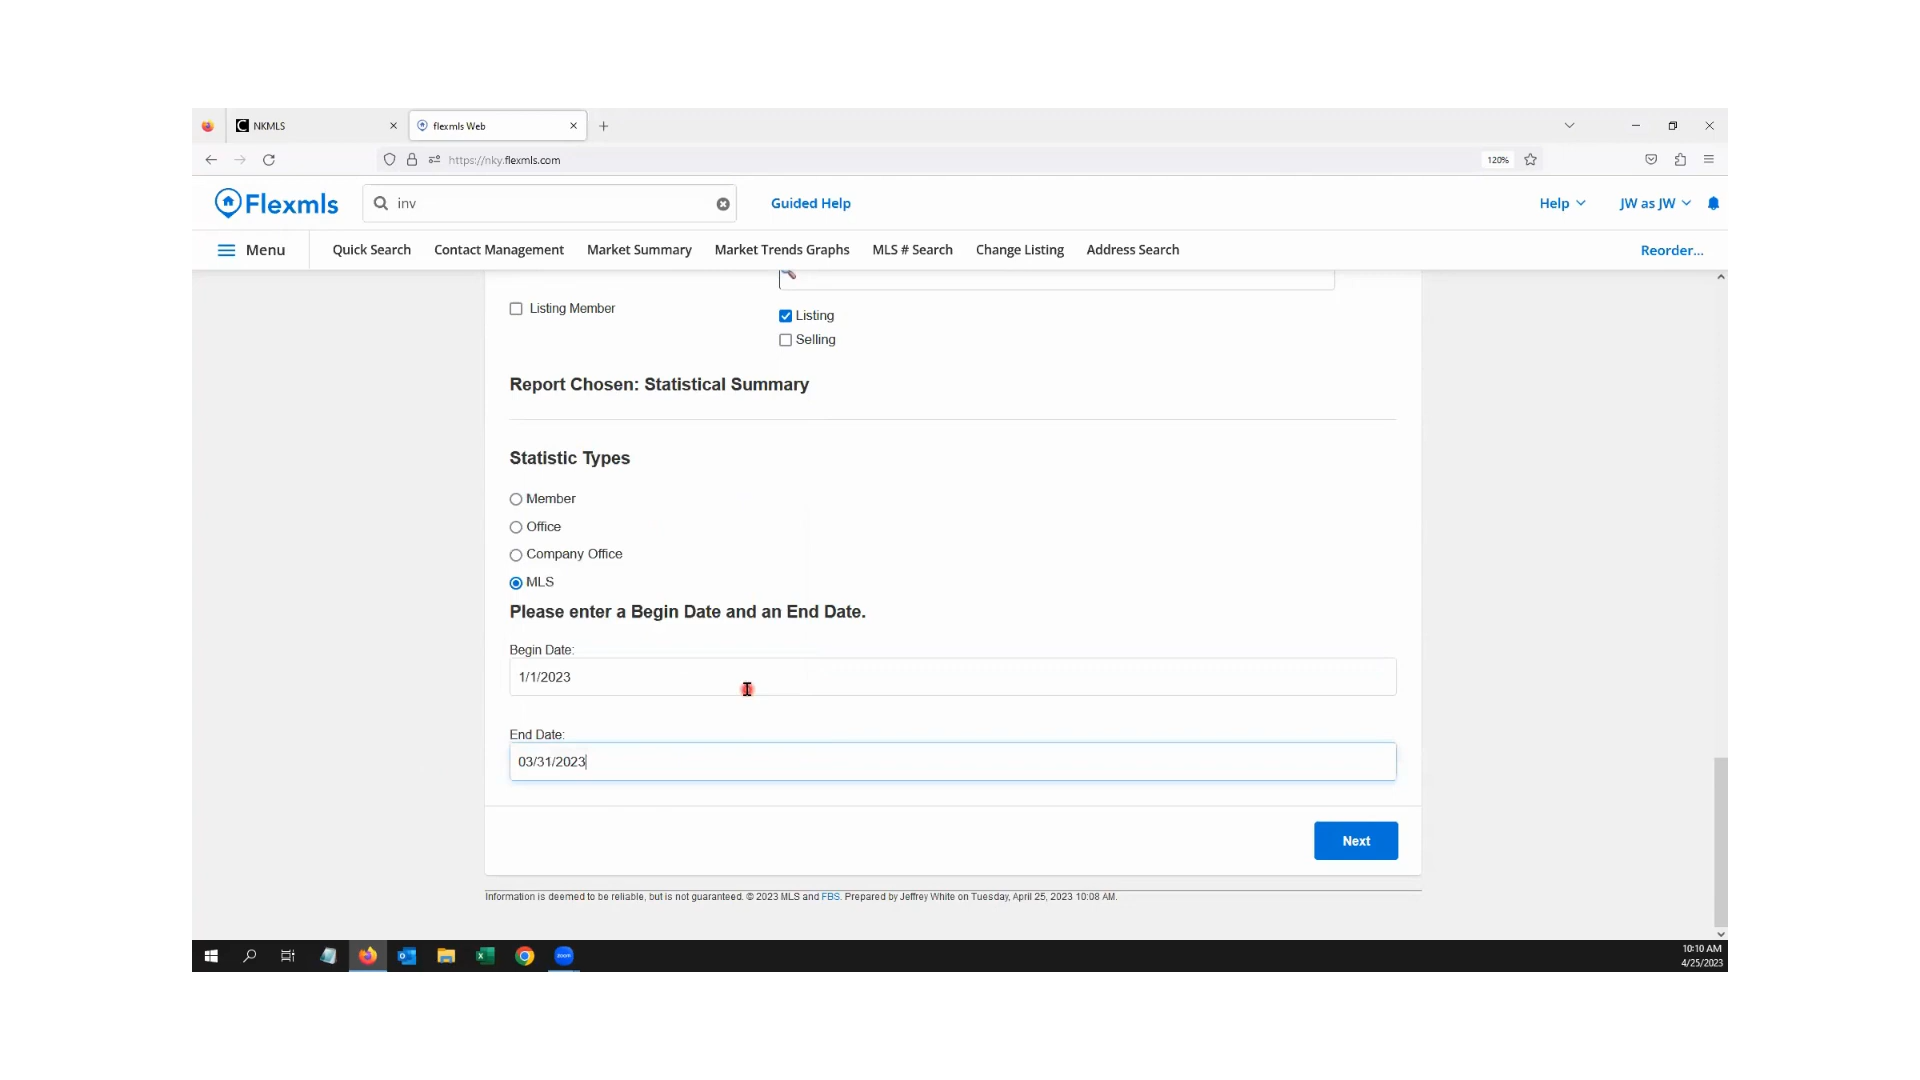 NKMLS
flexmls Web
https://nky.flexmls.com
120%
Flexmls
inv
Guided Help
Help
JW as JW
Menu
Quick Search
Contact Management
Market Summary
Market Trends Graphs
MLS # Search
Change Listing
Address Search
Reorder...
Listing Member
Listing
Selling
Report Chosen: Statistical Summary
Statistic Types
Member
Office
Company Office
MLS
Please enter a Begin Date and an End Date.
Begin Date:
1/1/2023
End Date:
03/31/2023
Next
Information is deemed to be reliable, but is not guaranteed. © 2023 MLS and FBS. Prepared by Jeffrey White on Tuesday, April 25, 2023 10:08 AM.
zoom
10:10 AM
4/25/2023